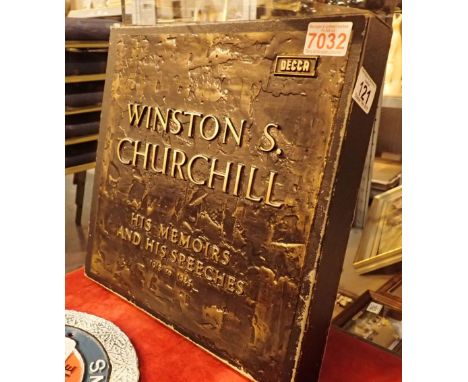 7032
DECCA
121
WINSTON S.
CHURCHILL
HIS MEMOIRS
AND HIS SPEECHES